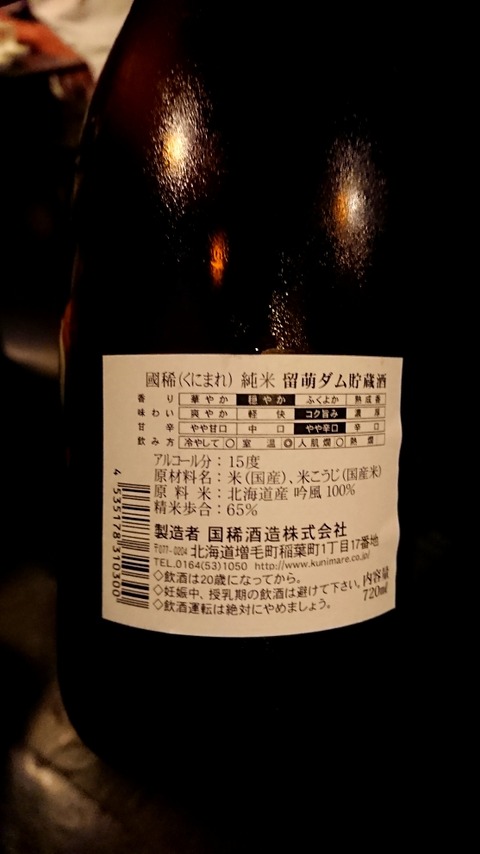 國稀(くにまれ) 純米 留萌ダム貯蔵酒
香り 華やか 穏やか ふくよか 熟成香
味わい 爽やか 軽快 コク旨み 濃厚
甘辛 やや甘口 中口 やや辛口 辛口
飲み方 冷やして○ 室温◎ 人肌燗○ 熱燗
アルコール分：15度
原材料名：米(国産)、米こうじ(国産米)
原料米：北海道産 吟風 100%
精米歩合：65%
製造者 国稀酒造株式会社
〒077-0204 北海道増毛町稲葉町1丁目17番地
TEL.0164(53)1050 http://www.kunimare.co.jp/
◇飲酒は20歳になってから。
◇妊娠中、授乳期の飲酒は避けて下さい。
◇飲酒運転は絶対にやめましょう。
内容量
720ml
4 535178 310300